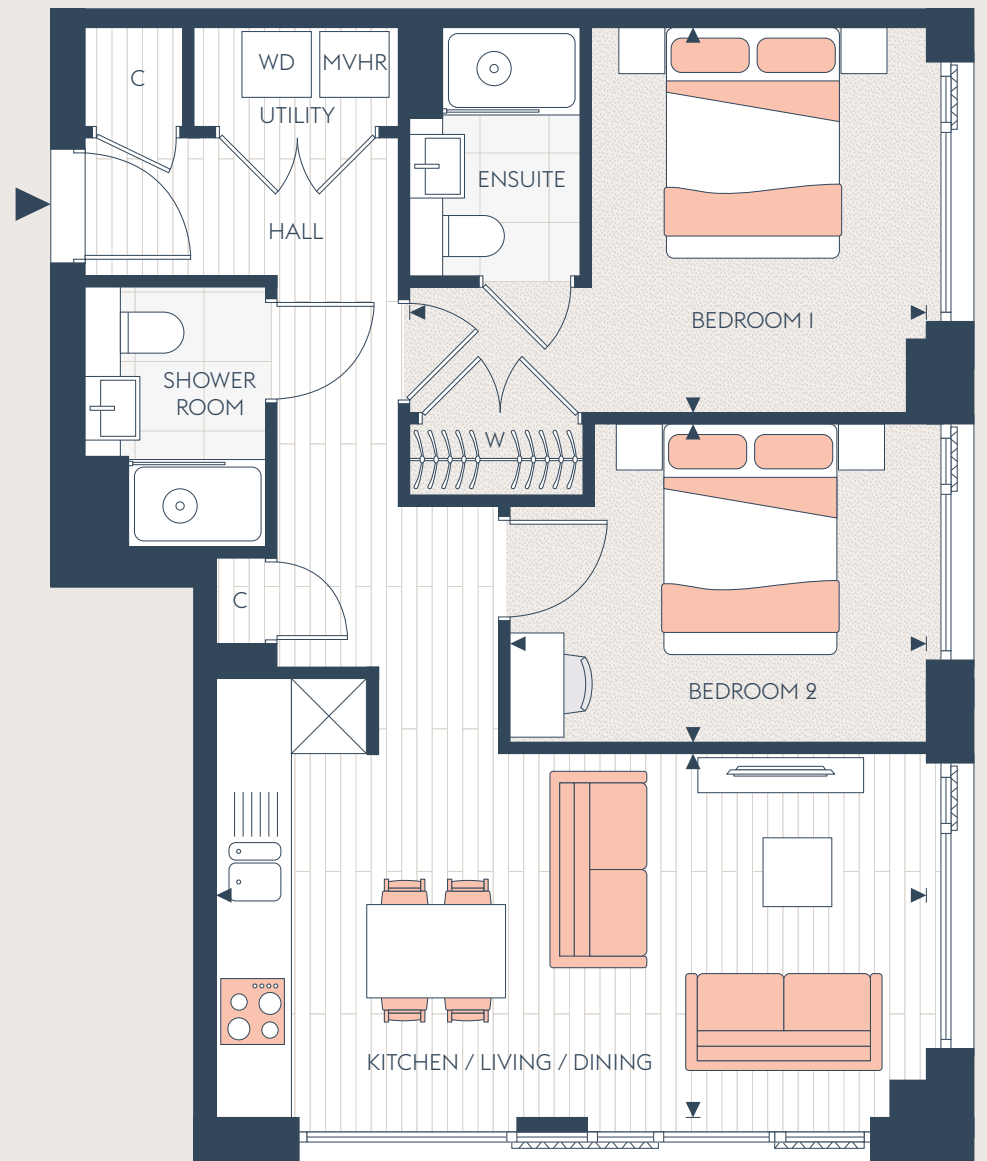 C
WD
MVHR
UTILITY
ENSUITE
HALL
BEDROOM 1
SHOWER
ROOM
W
C
BEDROOM 2
KITCHEN / LIVING / DINING